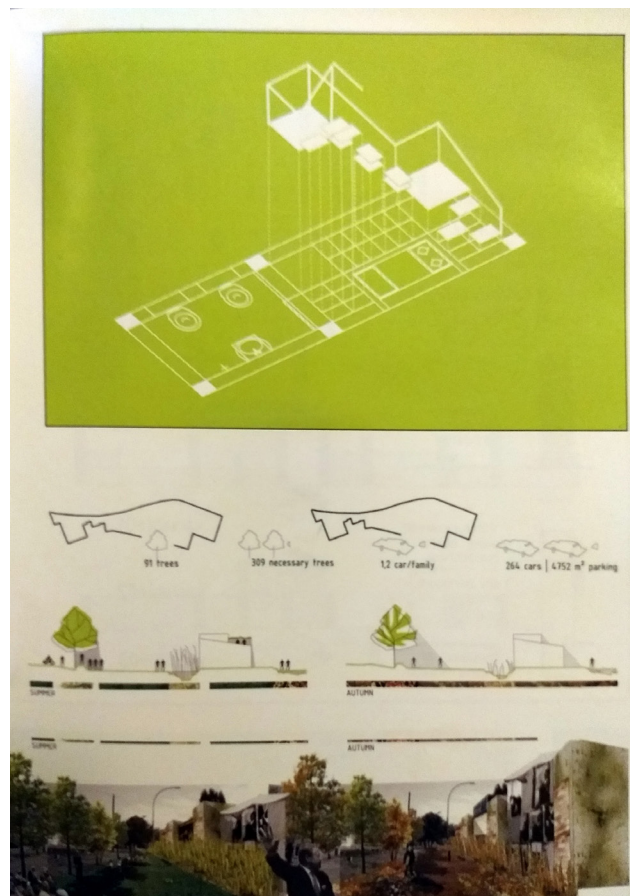 91 trees
309 necessary trees
1,2 car/family
264 cars | 4752 m² parking
SUMMER
AUTUMN
SUMMER
AUTUMN